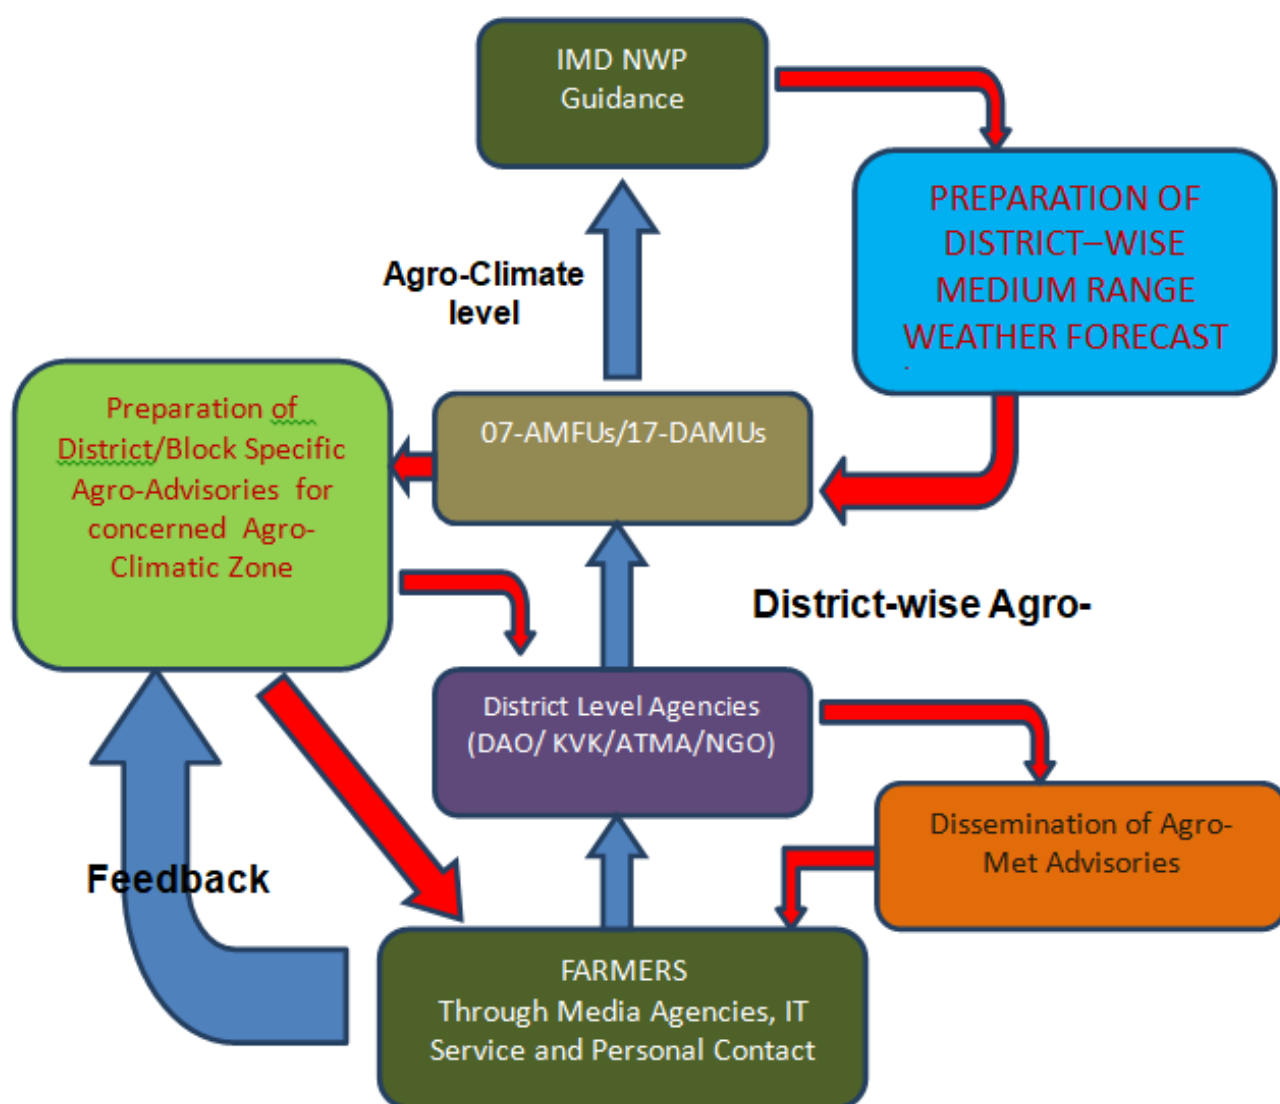 IMD NWP
Guidance
PREPARATION OF
DISTRICT–WISE
MEDIUM RANGE
WEATHER FORECAST
.
Agro-Climate
level
Preparation of
District/Block Specific
Agro-Advisories for
concerned Agro-
Climatic Zone
07-AMFUs/17-DAMUs
District-wise Agro-
District Level Agencies
(DAO/ KVK/ATMA/NGO)
Dissemination of Agro-
Met Advisories
Feedback
FARMERS
Through Media Agencies, IT
Service and Personal Contact